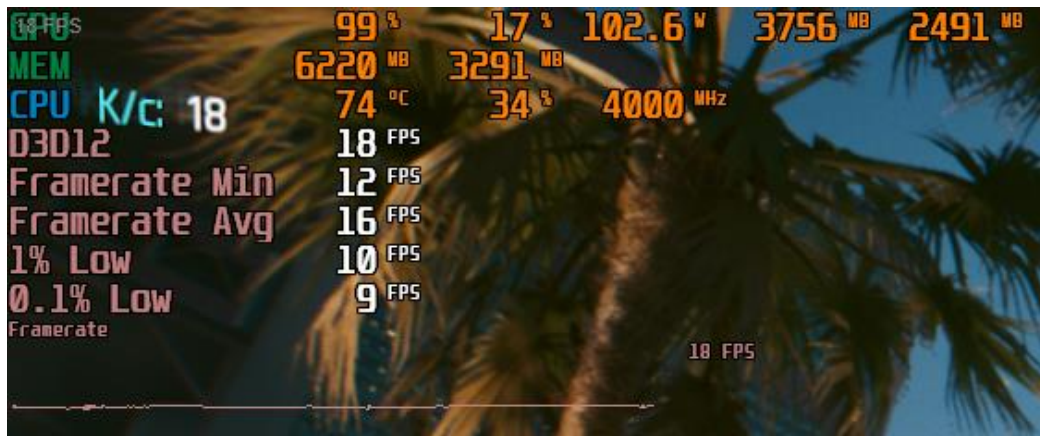 18 FPS
GPU 99 % 17 % 102.6 W 3756 MB 2491 MB
MEM 6220 MB 3291 MB
CPU 74 °C 34 % 4000 MHz
К/с: 18
D3D12 18 FPS
Framerate Min 12 FPS
Framerate Avg 16 FPS
1% Low 10 FPS
0.1% Low 9 FPS
Framerate
18 FPS